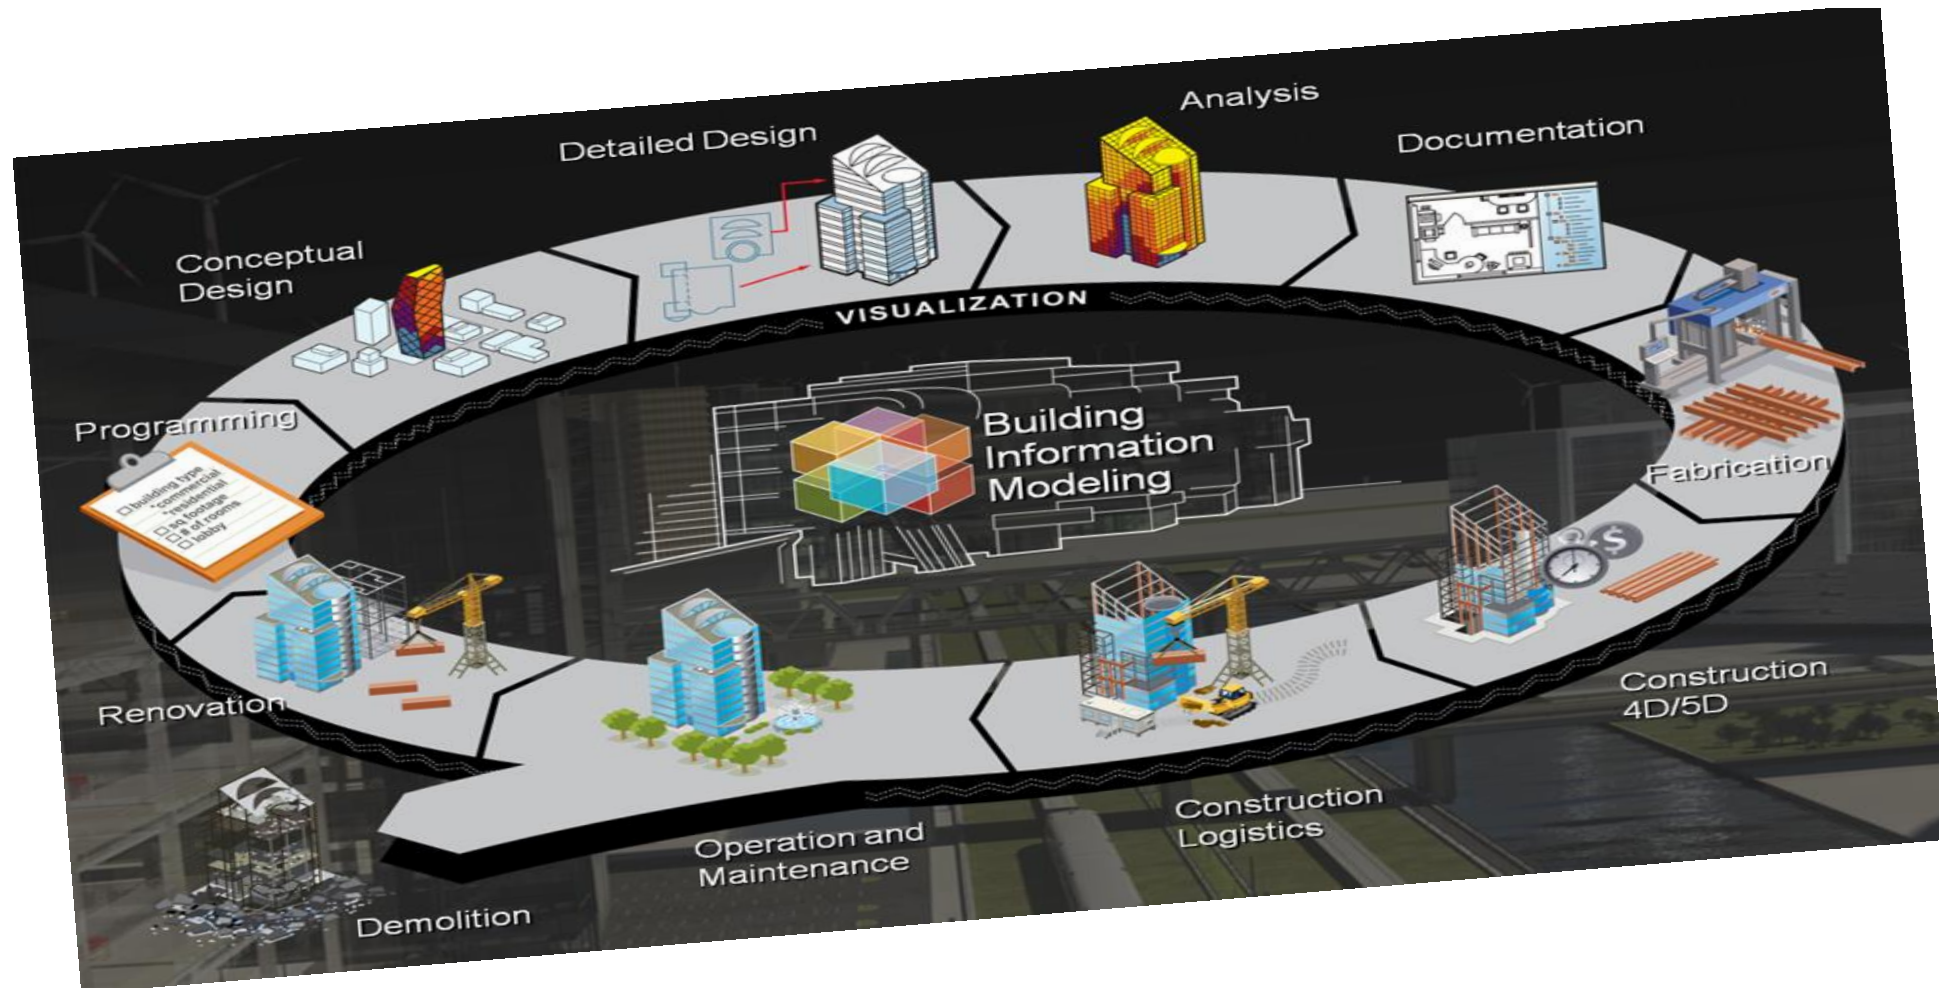 Analysis
Documentation
Detailed Design
Conceptual
Design
VISUALIZATION
Programming
building type
*commercial
*residential
sq footage
# of rooms
lobby
Building
Information
Modeling
$
Fabrication
Renovation
Construction
4D/5D
Construction
Logistics
Operation and
Maintenance
Demolition